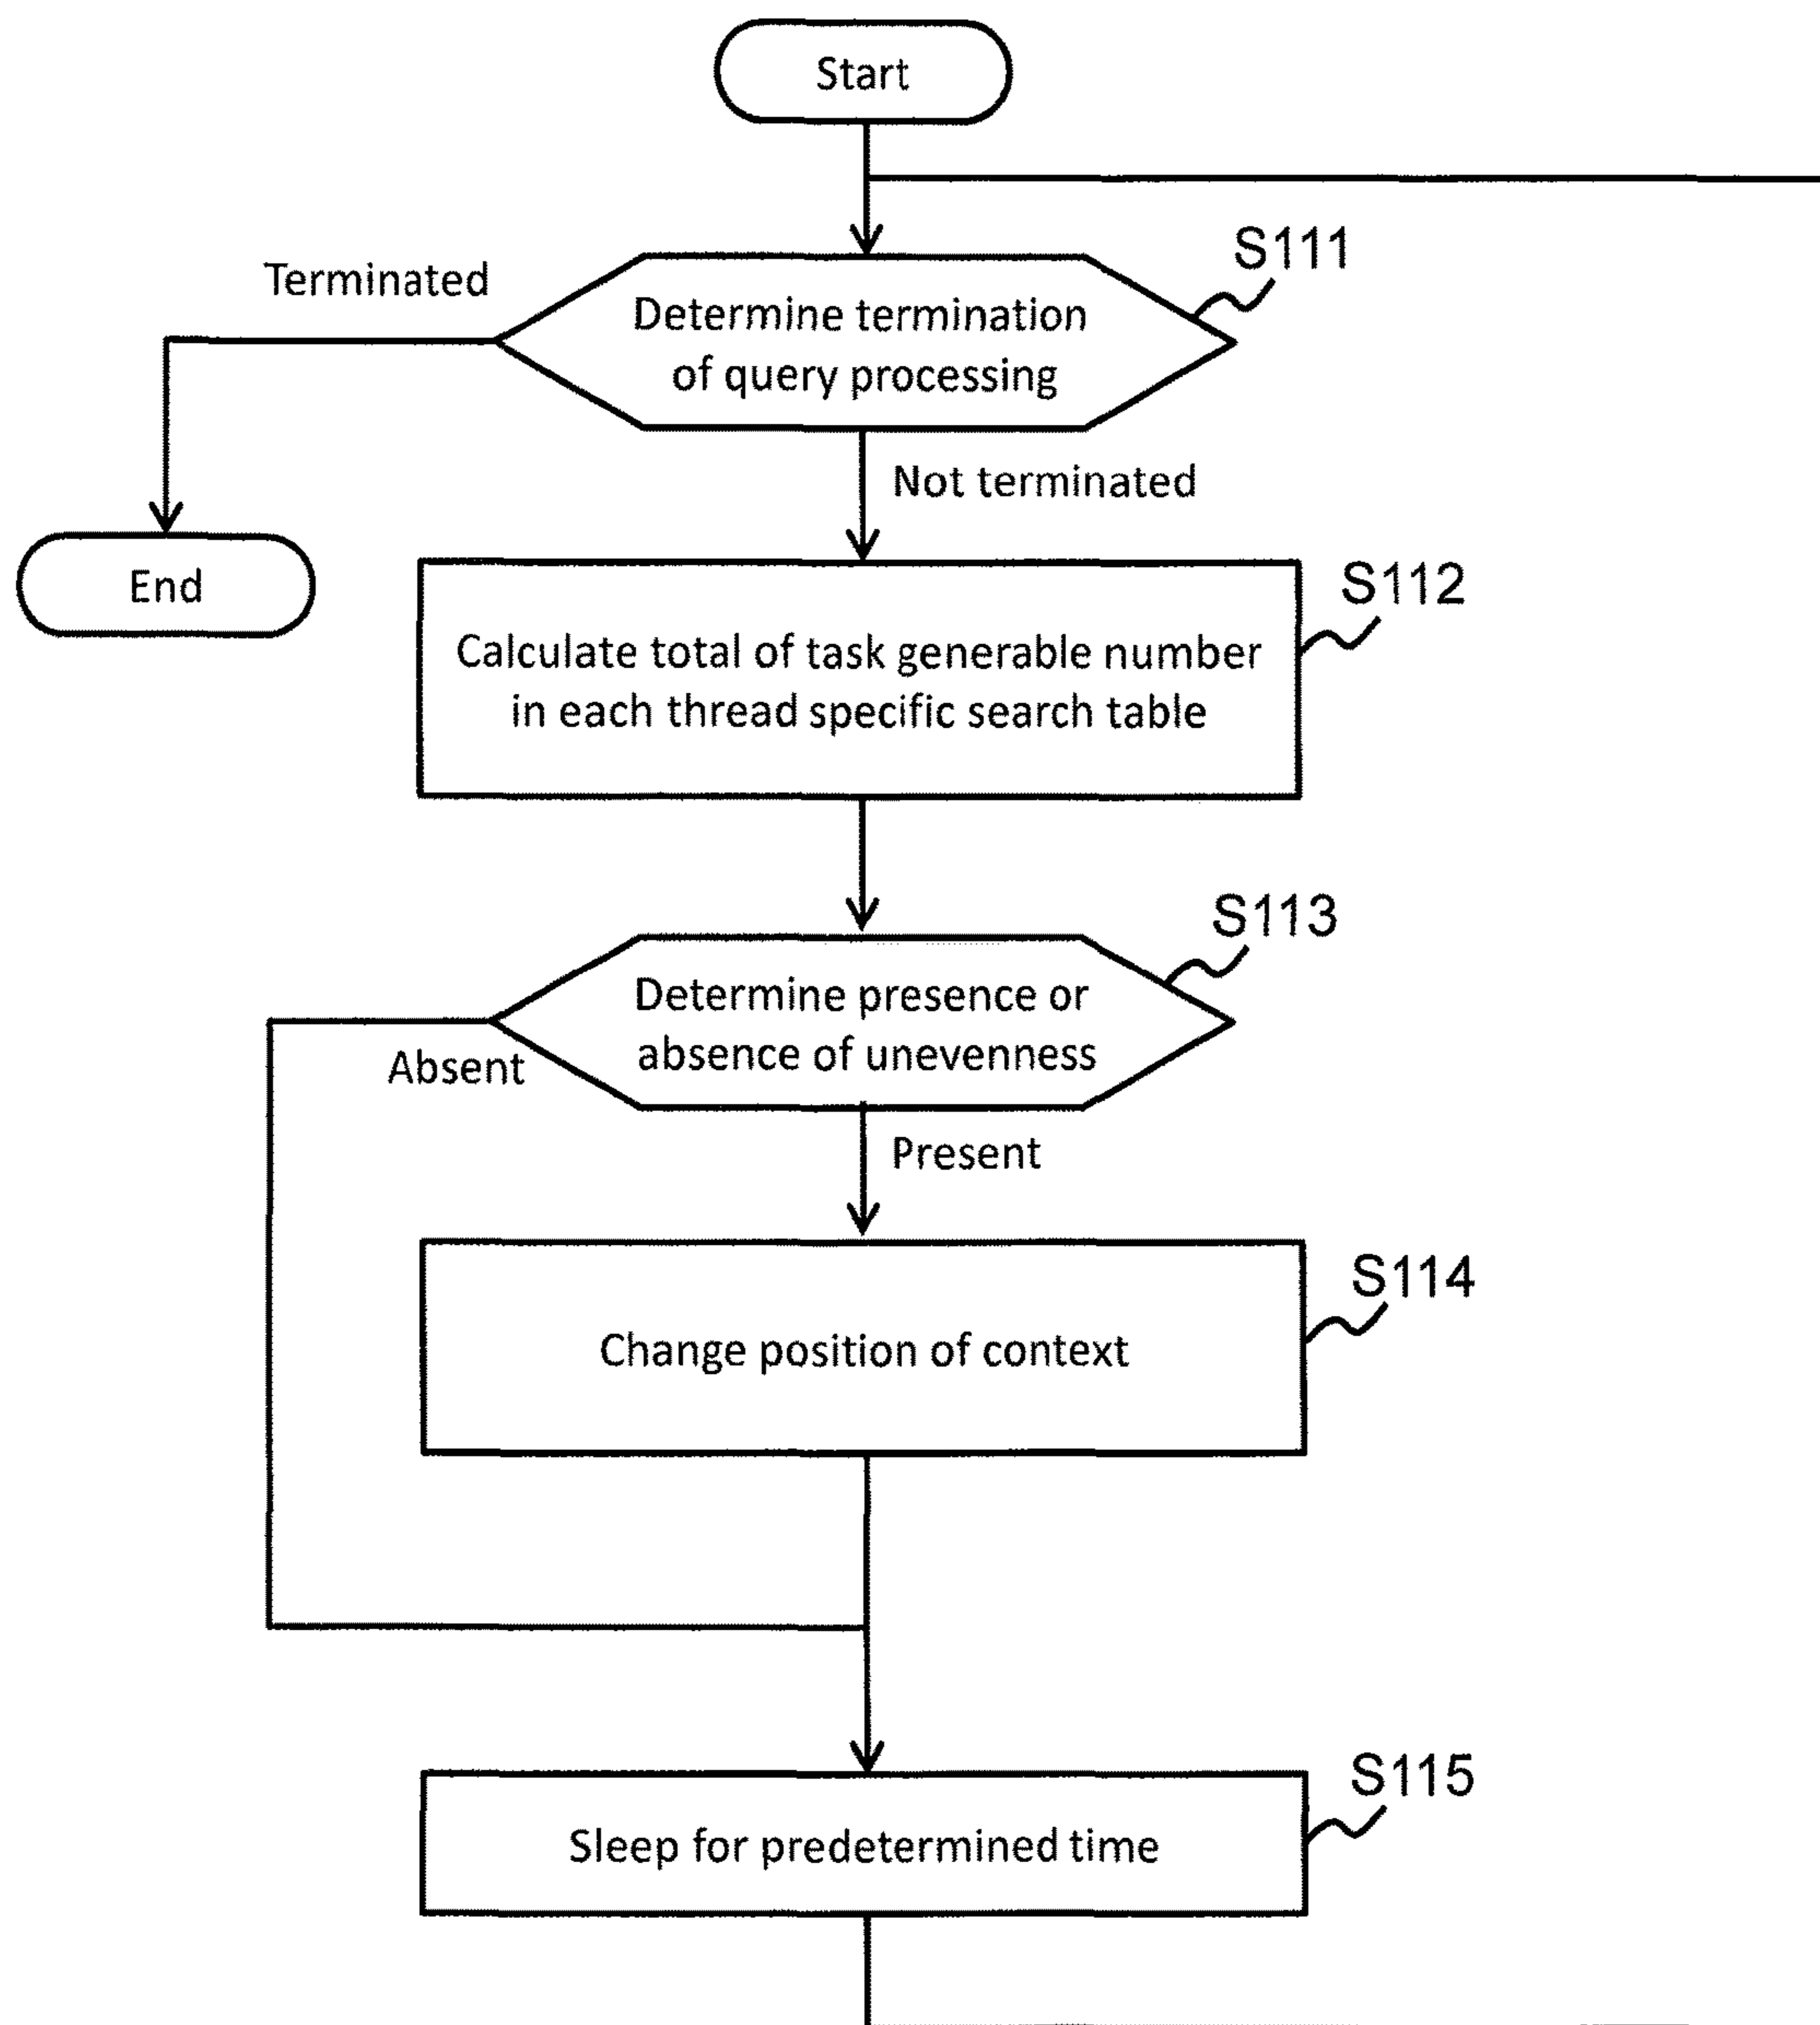 Start
S111
Terminated
Determine termination
of query processing
Not terminated
End
S112
Calculate total of task generable number
in each thread specific search table
S113
Determine presence or
absence of unevenness
Absent
Present
S114
Change position of context
S115
Sleep for predetermined time